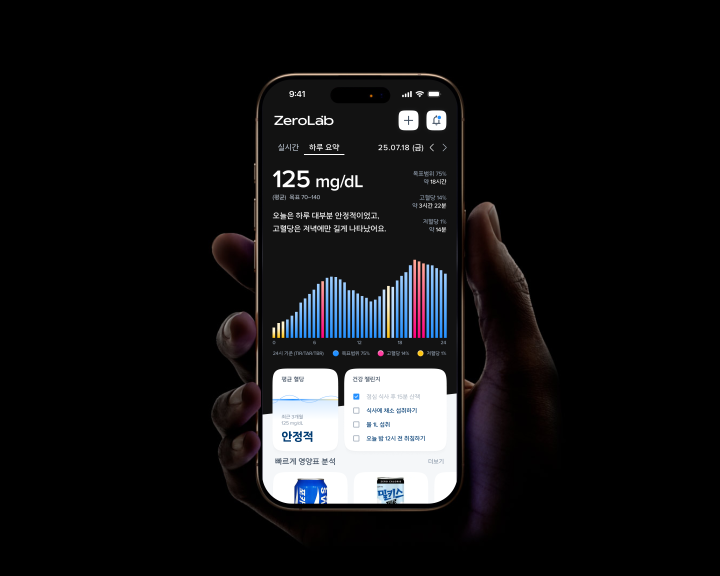 9:41
ZeroLab
실시간 하루 요약 25.07.18 (금)
125 mg/dL
(평균) 목표 70-140
오늘은 하루 대부분 안정적이었고,
고혈당은 저녁에만 길게 나타났어요.
목표범위 75%
약 18시간
고혈당 14%
약 3시간 22분
저혈당 1%
약 14분
0 6 12 18 24
24시 기준 (TIR/TAR/TBR) 목표범위 75% 고혈당 14% 저혈당 1%
평균 혈당
최근 3개월
125 mg/dL
안정적
건강 챌린지
점심 식사 후 15분 산책
식사에 채소 섭취하기
물 1L 섭취
오늘 밤 12시 전 취침하기
빠르게 영양표 분석 더보기
밀키스